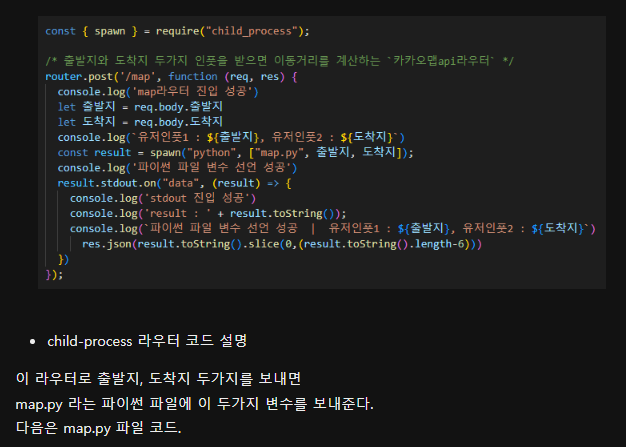 const { spawn } = require("child_process");
/* 출발지와 도착지 두가지 인풋을 받으면 이동거리를 계산하는 `카카오맵api라우터` */
router.post('/map', function (req, res) {
console.log('map라우터 진입 성공')
let 출발지 = req.body.출발지
let 도착지 = req.body.도착지
console.log(`유저인풋1 : ${출발지}, 유저인풋2 : ${도착지}`)
const result = spawn("python", ["map.py", 출발지, 도착지]);
console.log('파이썬 파일 변수 선언 성공')
result.stdout.on("data", (result) => {
console.log('stdout 진입 성공')
console.log('result : ' + result.toString());
console.log(`파이썬 파일 변수 선언 성공 | 유저인풋1 : ${출발지}, 유저인풋2 : ${도착지}`)
res.json(result.toString().slice(0,(result.toString().length-6)))
})
});
• child-process 라우터 코드 설명
이 라우터로 출발지, 도착지 두가지를 보내면
map.py 라는 파이썬 파일에 이 두가지 변수를 보내준다.
다음은 map.py 파일 코드.